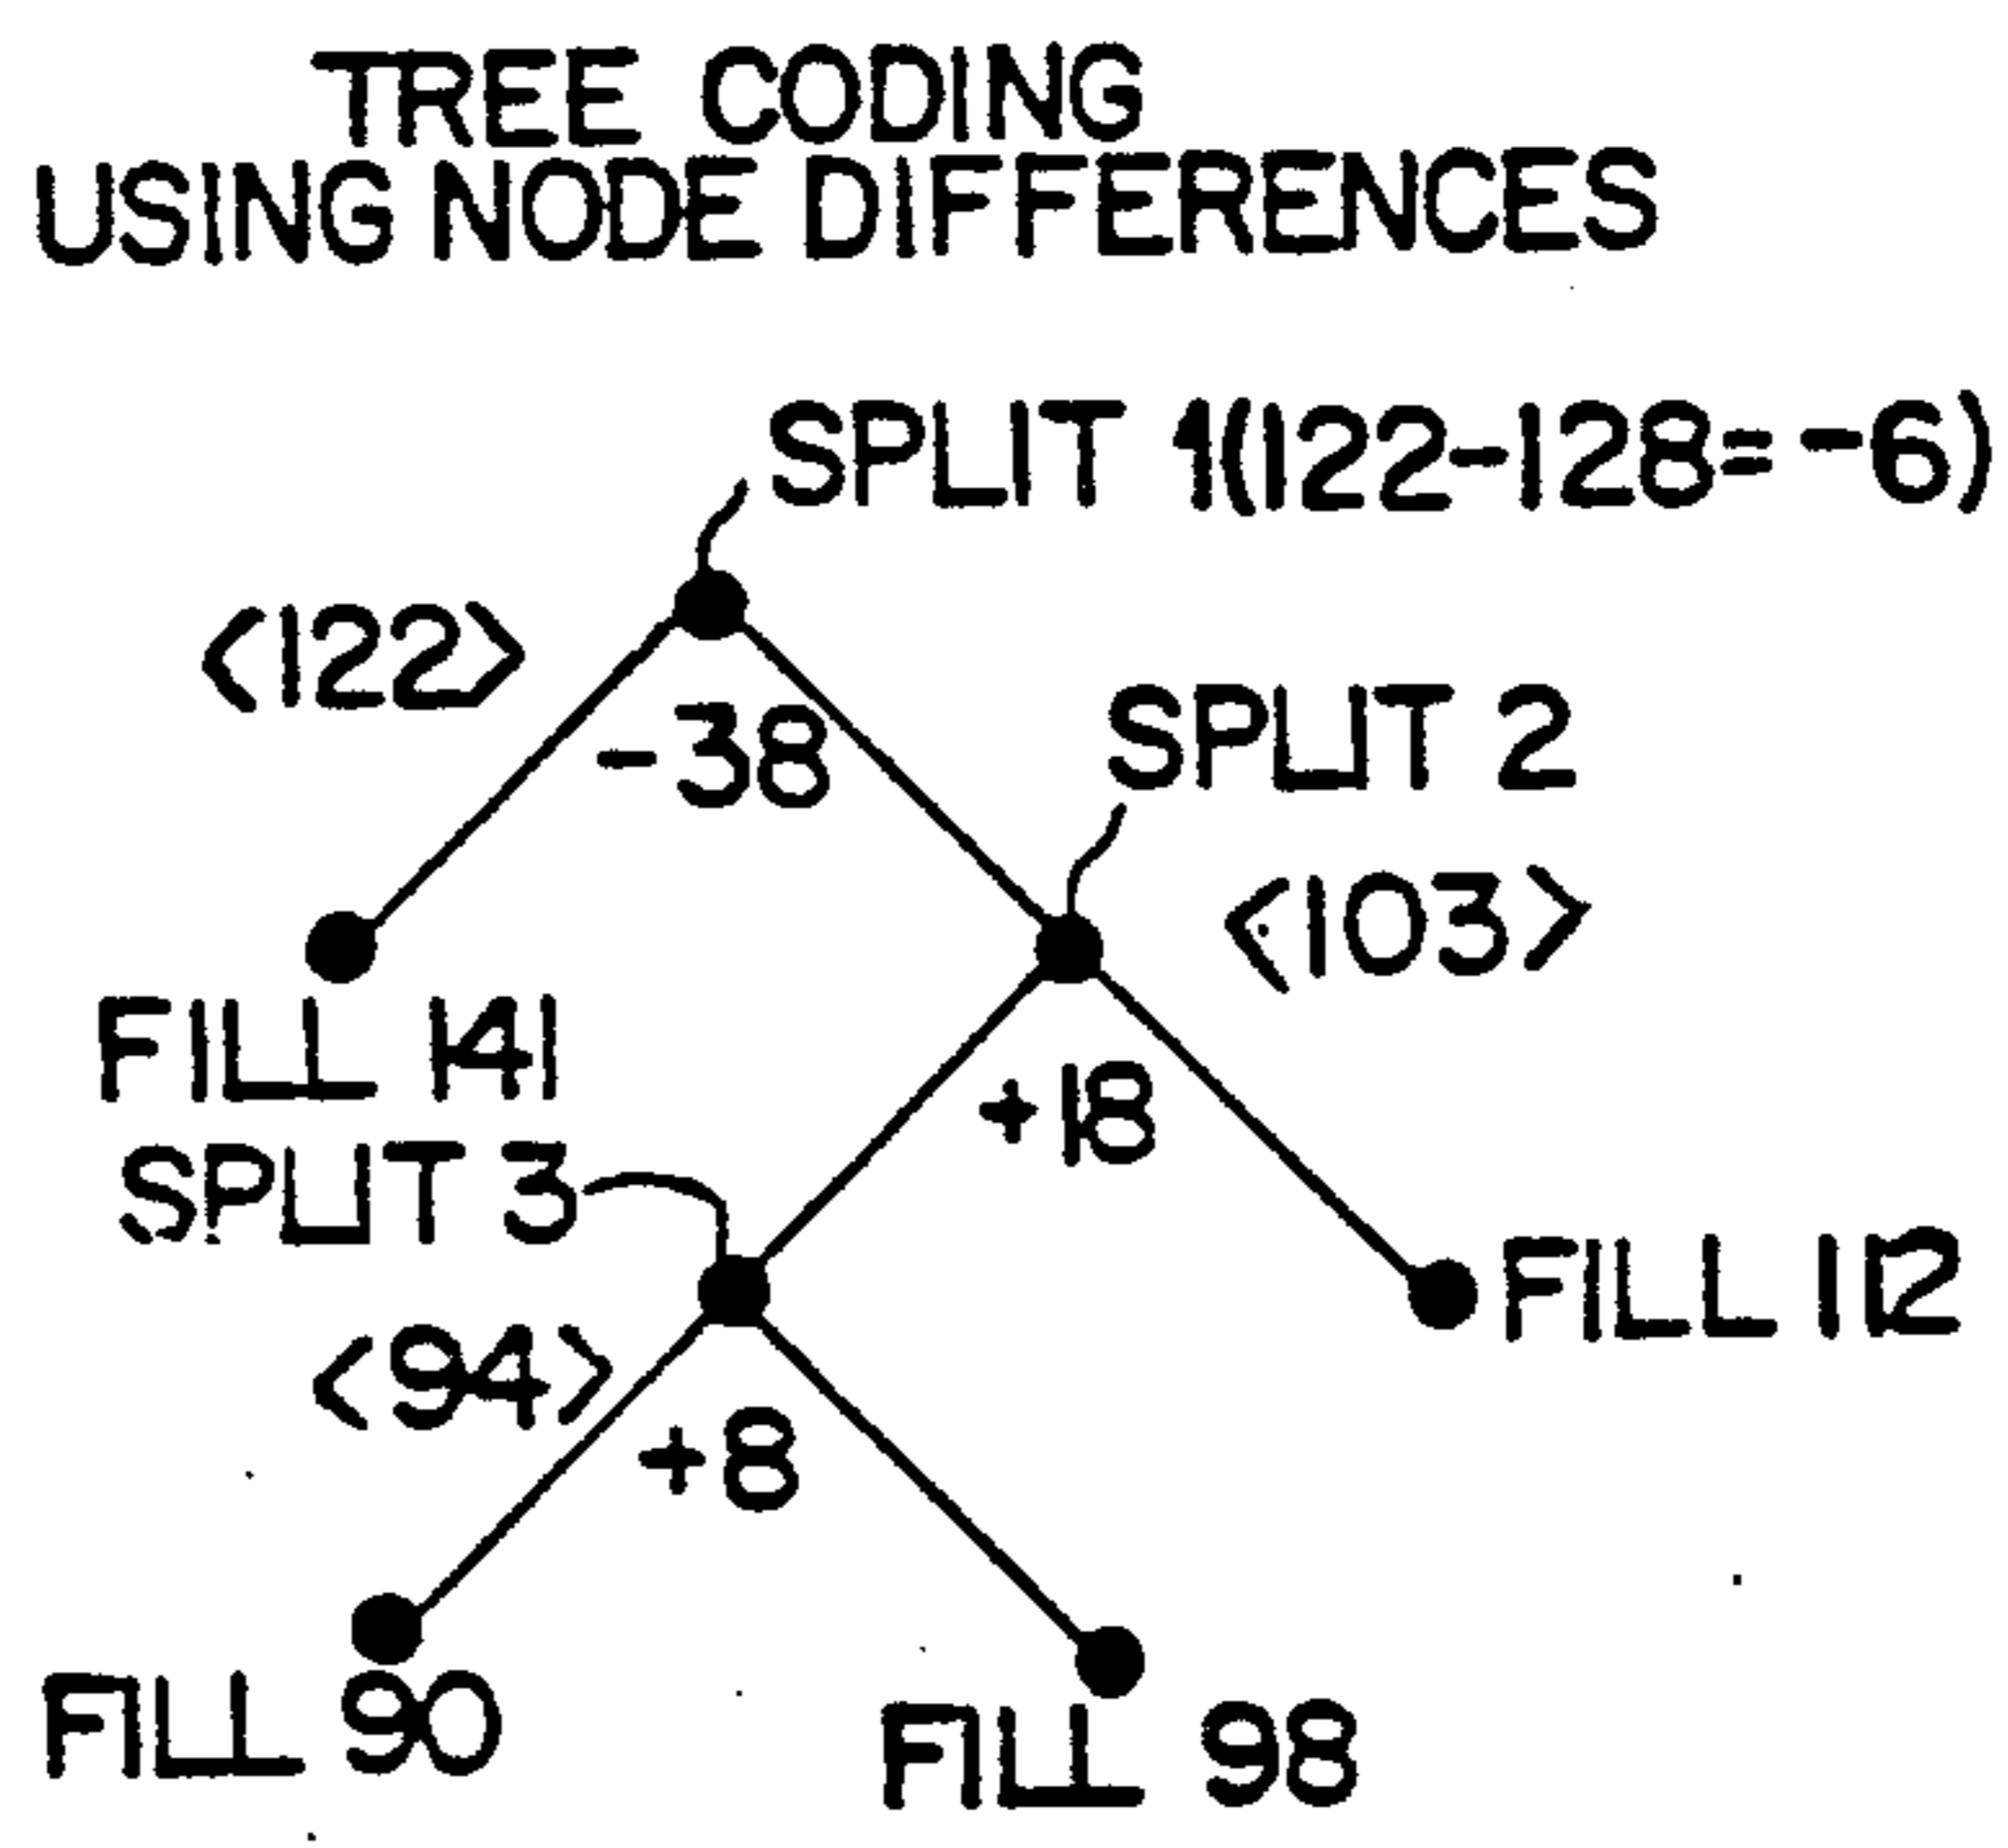 TREE CODING
USING NODE DIFFERENCES
SPLIT 1(122-128= -6)
<122>
-38
SPLIT 2
<103>
FILL 141
+18
SPLIT 3
FILL 112
<94>
+8
FILL 90
FILL 98